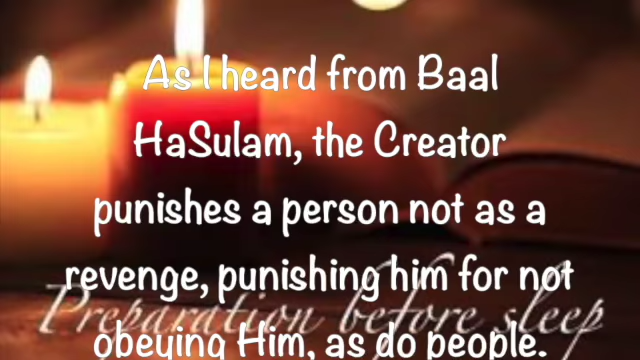 As I heard from Baal
HaSulam, the Creator
punishes a person not as a
revenge, punishing him for not
Preparation before sleep
obeying Him, as do people.